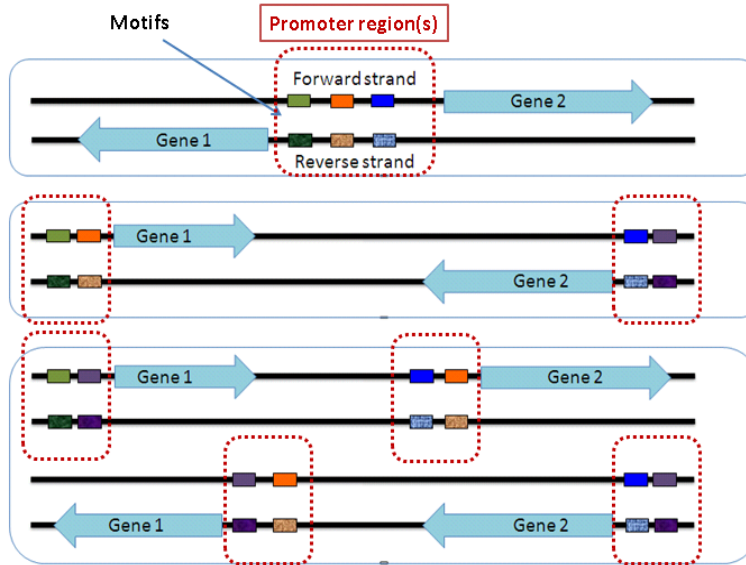 Motifs
Promoter region(s)
Forward strand
Gene 2
Gene 1
Reverse strand
Gene 1
Gene 2
Gene 1
Gene 2
Gene 1
Gene 2